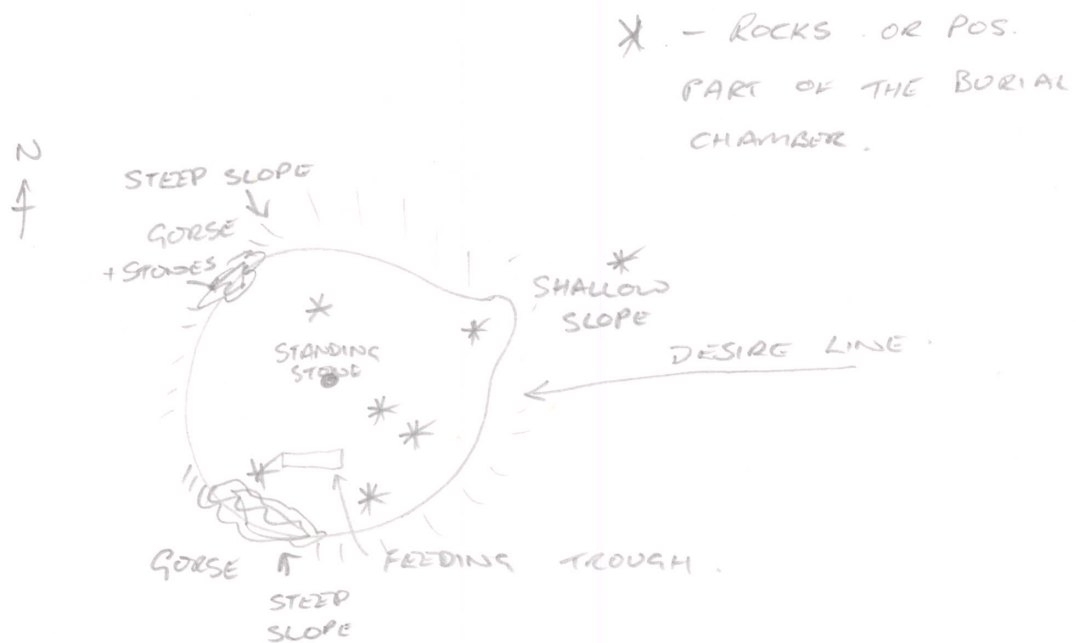 * - ROCKS OR POS.
PART OF THE BURIAL
CHAMBER.
N
STEEP SLOPE
GORSE
+ STONES
SHALLOW
SLOPE
STANDING
STONE
DESIRE LINE.
GORSE
FEEDING TROUGH.
STEEP
SLOPE